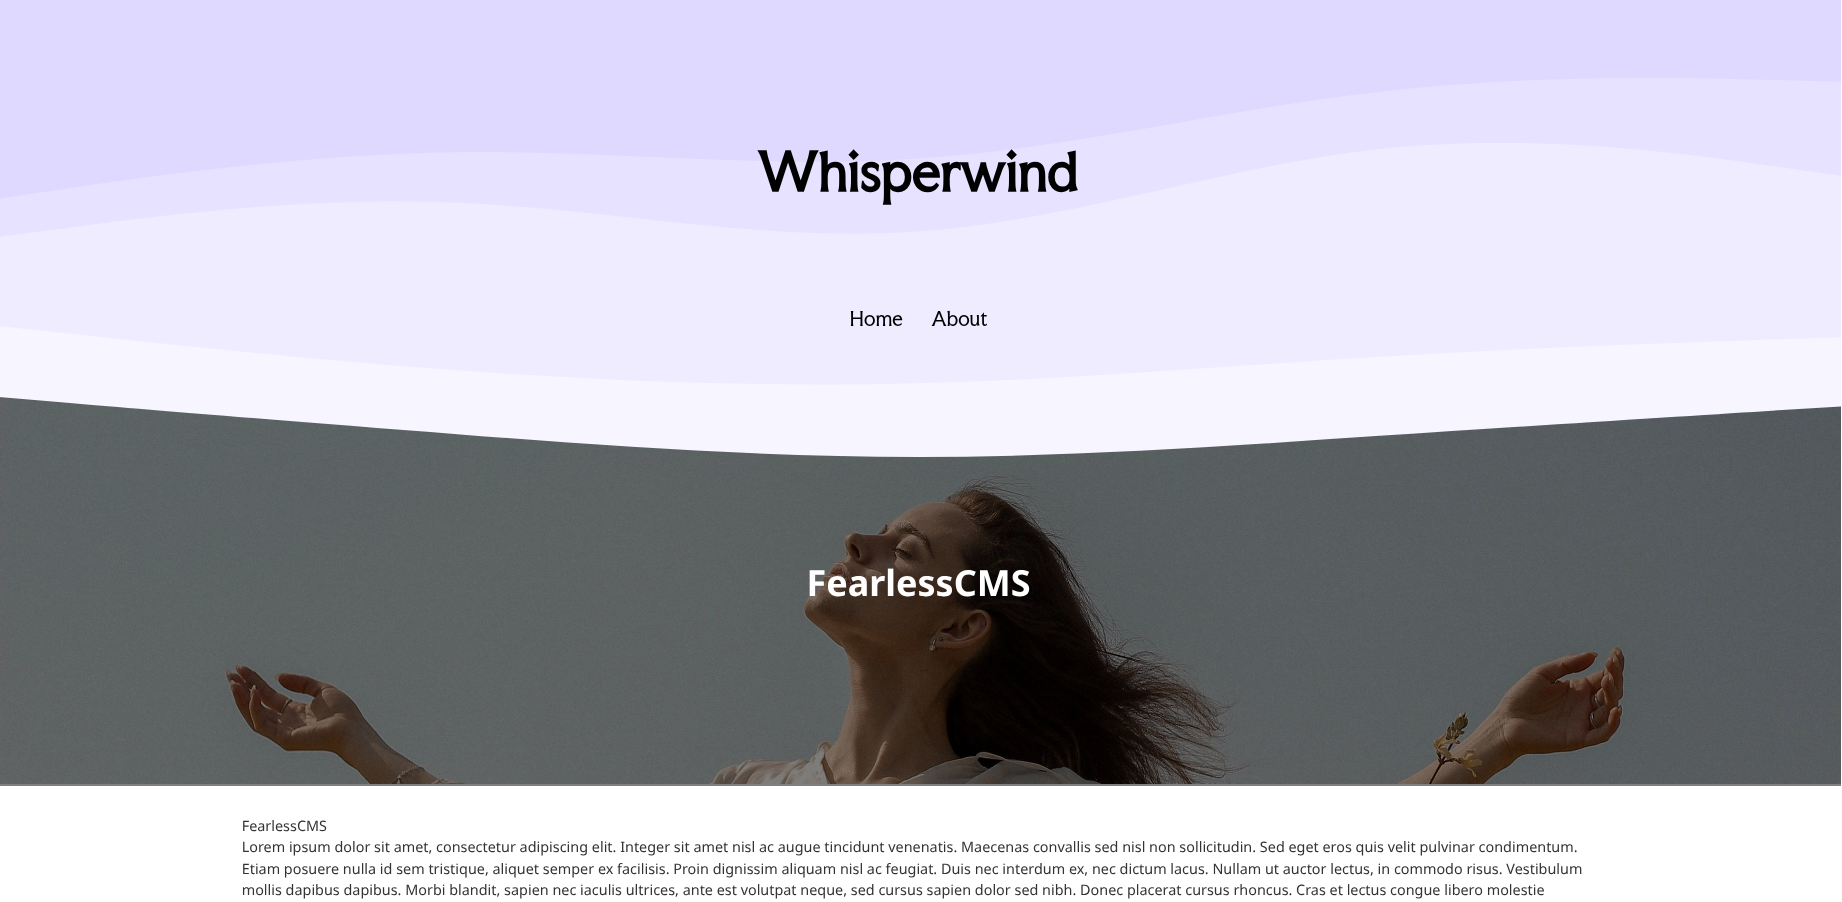 Whisperwind
Home About
FearlessCMS
FearlessCMS
Lorem ipsum dolor sit amet, consectetur adipiscing elit. Integer sit amet nisl ac augue tincidunt venenatis. Maecenas convallis sed nisl non sollicitudin. Sed eget eros quis velit pulvinar condimentum.
Etiam posuere nulla id sem tristique, aliquet semper ex facilisis. Proin dignissim aliquam nisl ac feugiat. Duis nec interdum ex, nec dictum lacus. Nullam ut auctor lectus, in commodo risus. Vestibulum
mollis dapibus dapibus. Morbi blandit, sapien nec iaculis ultrices, ante est volutpat neque, sed cursus sapien dolor sed nibh. Donec placerat cursus rhoncus. Cras et lectus congue libero molestie